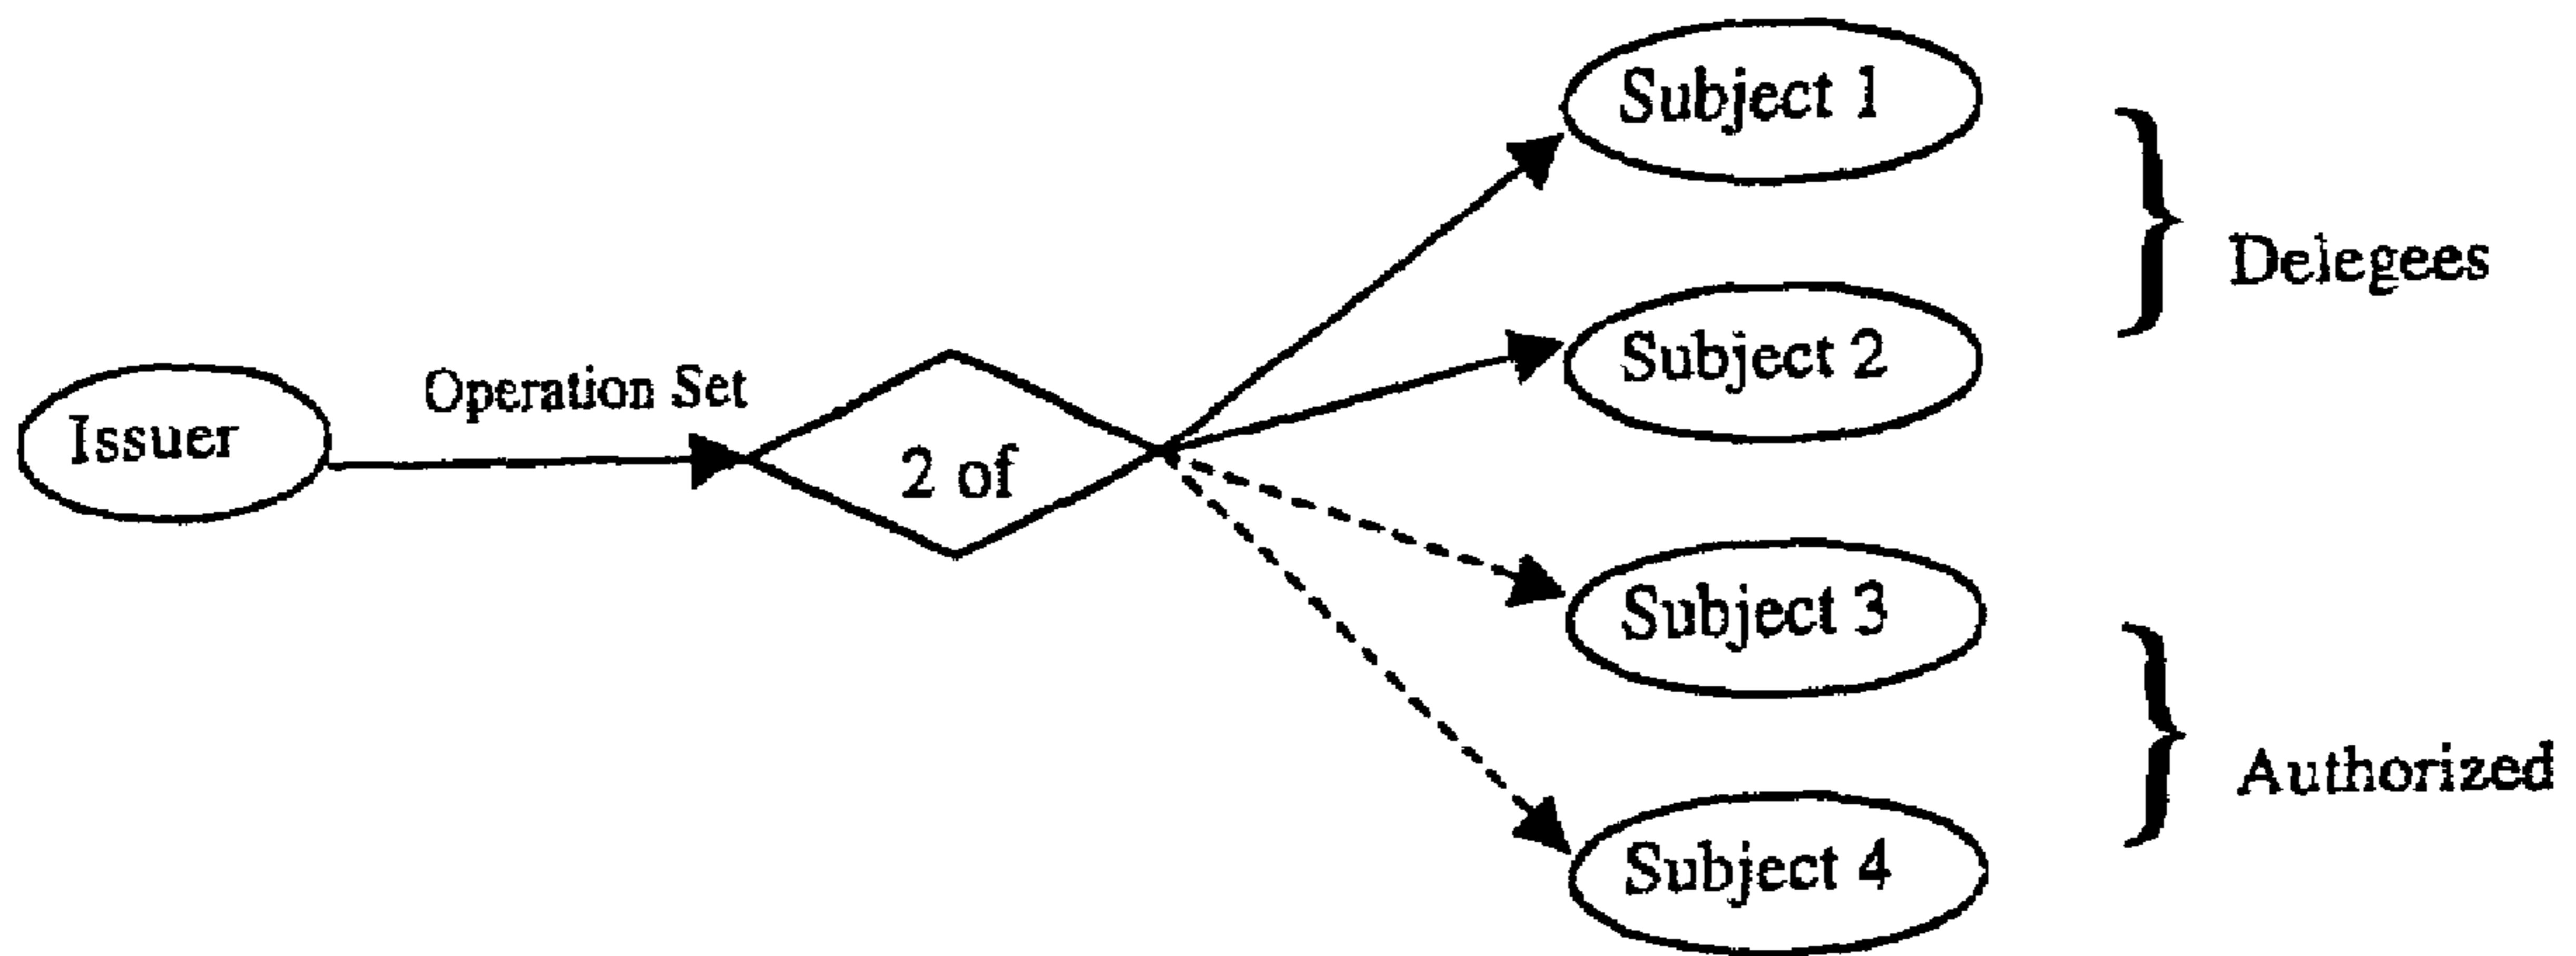 Issuer
Operation Set
2 of
Subject 1
Subject 2
Subject 3
Subject 4
Delegees
Authorized